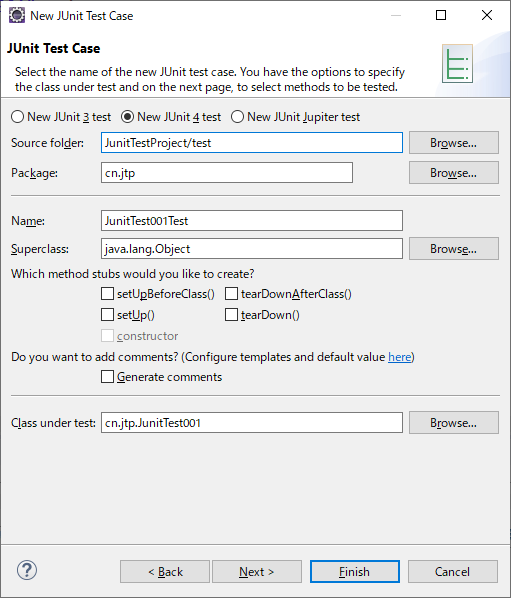 New JUnit Test Case
JUnit Test Case
Select the name of the new JUnit test case. You have the options to specify
the class under test and on the next page, to select methods to be tested.
New JUnit 3 test New JUnit 4 test New JUnit Jupiter test
Source folder: JunitTestProject/test Browse...
Package: cn.jtp Browse...
Name: JunitTest001Test
Superclass: java.lang.Object Browse...
Which method stubs would you like to create?
setUpBeforeClass() tearDownAfterClass()
setUp() tearDown()
constructor
Do you want to add comments? (Configure templates and default value here)
Generate comments
Class under test: cn.jtp.JunitTest001 Browse...
? < Back Next > Finish Cancel